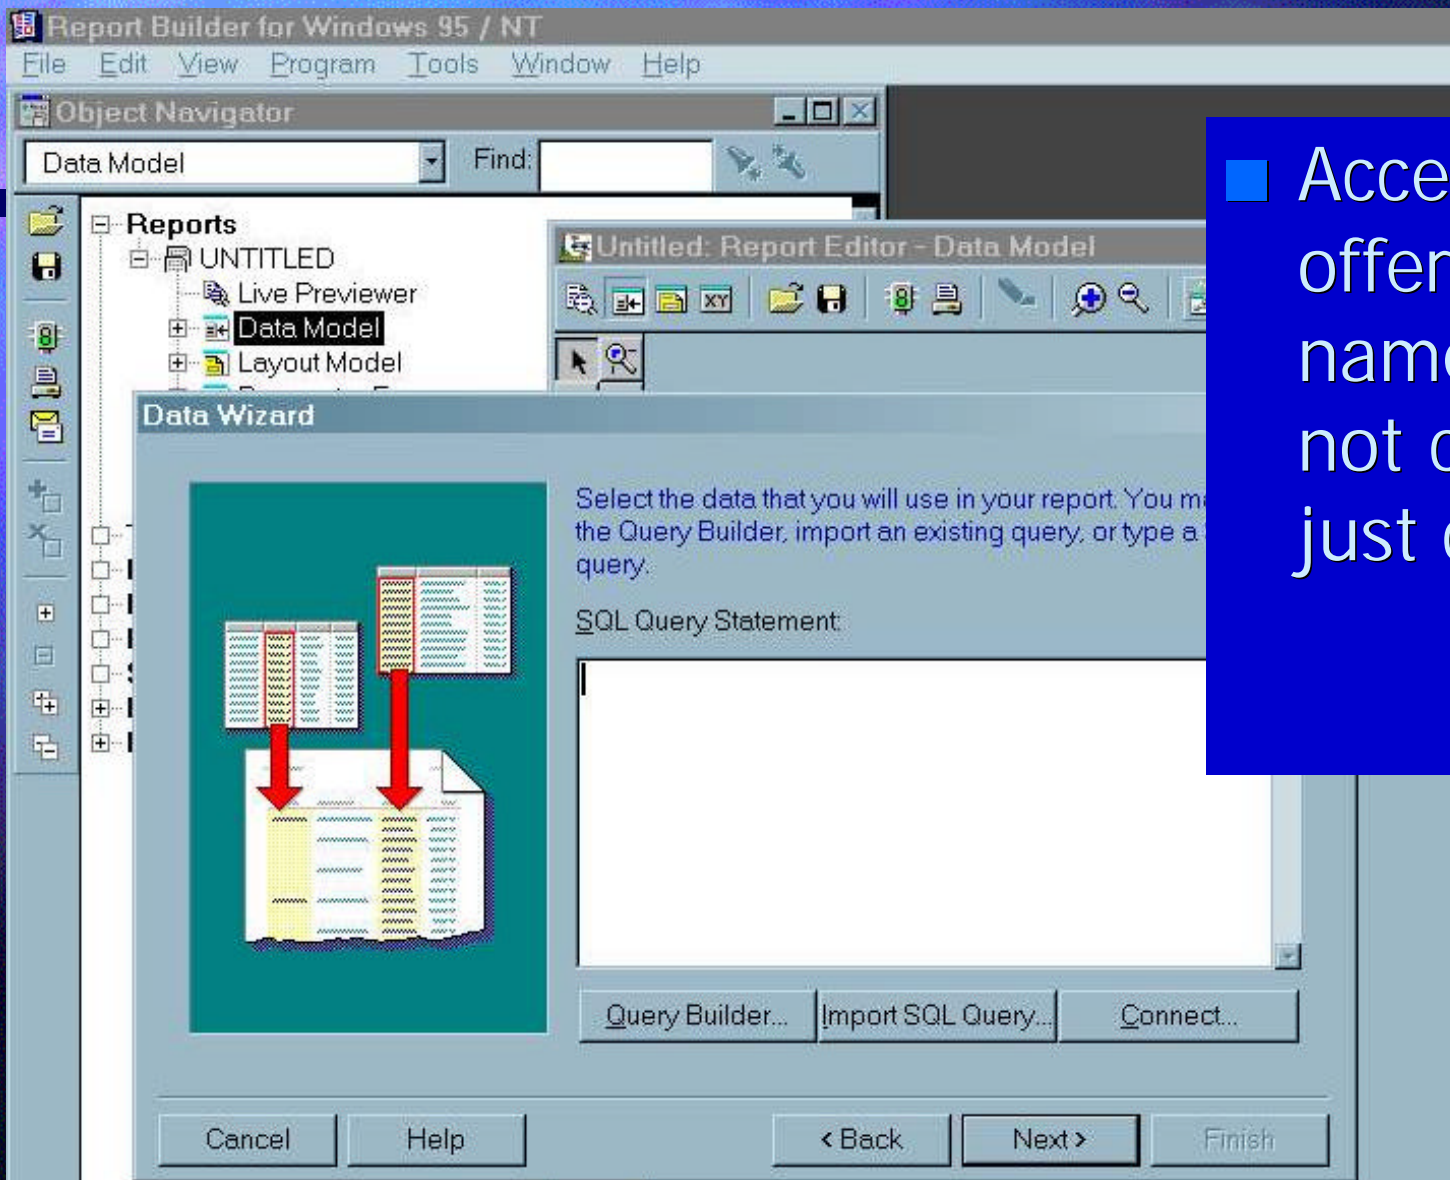 Report Builder for Windows 95 / NT
File Edit View Program Tools Window Help
Object Navigator
Data Model Find:
Reports
UNTITLED
Live Previewer
Data Model
Layout Model
Untitled: Report Editor - Data Model
XY
Data Wizard
Select the data that you will use in your report. You
the Query Builder, import an existing query, or type a
query.
SQL Query Statement:
Query Builder... Import SQL Query... Connect...
Cancel Help < Back Next > Finish
not
just